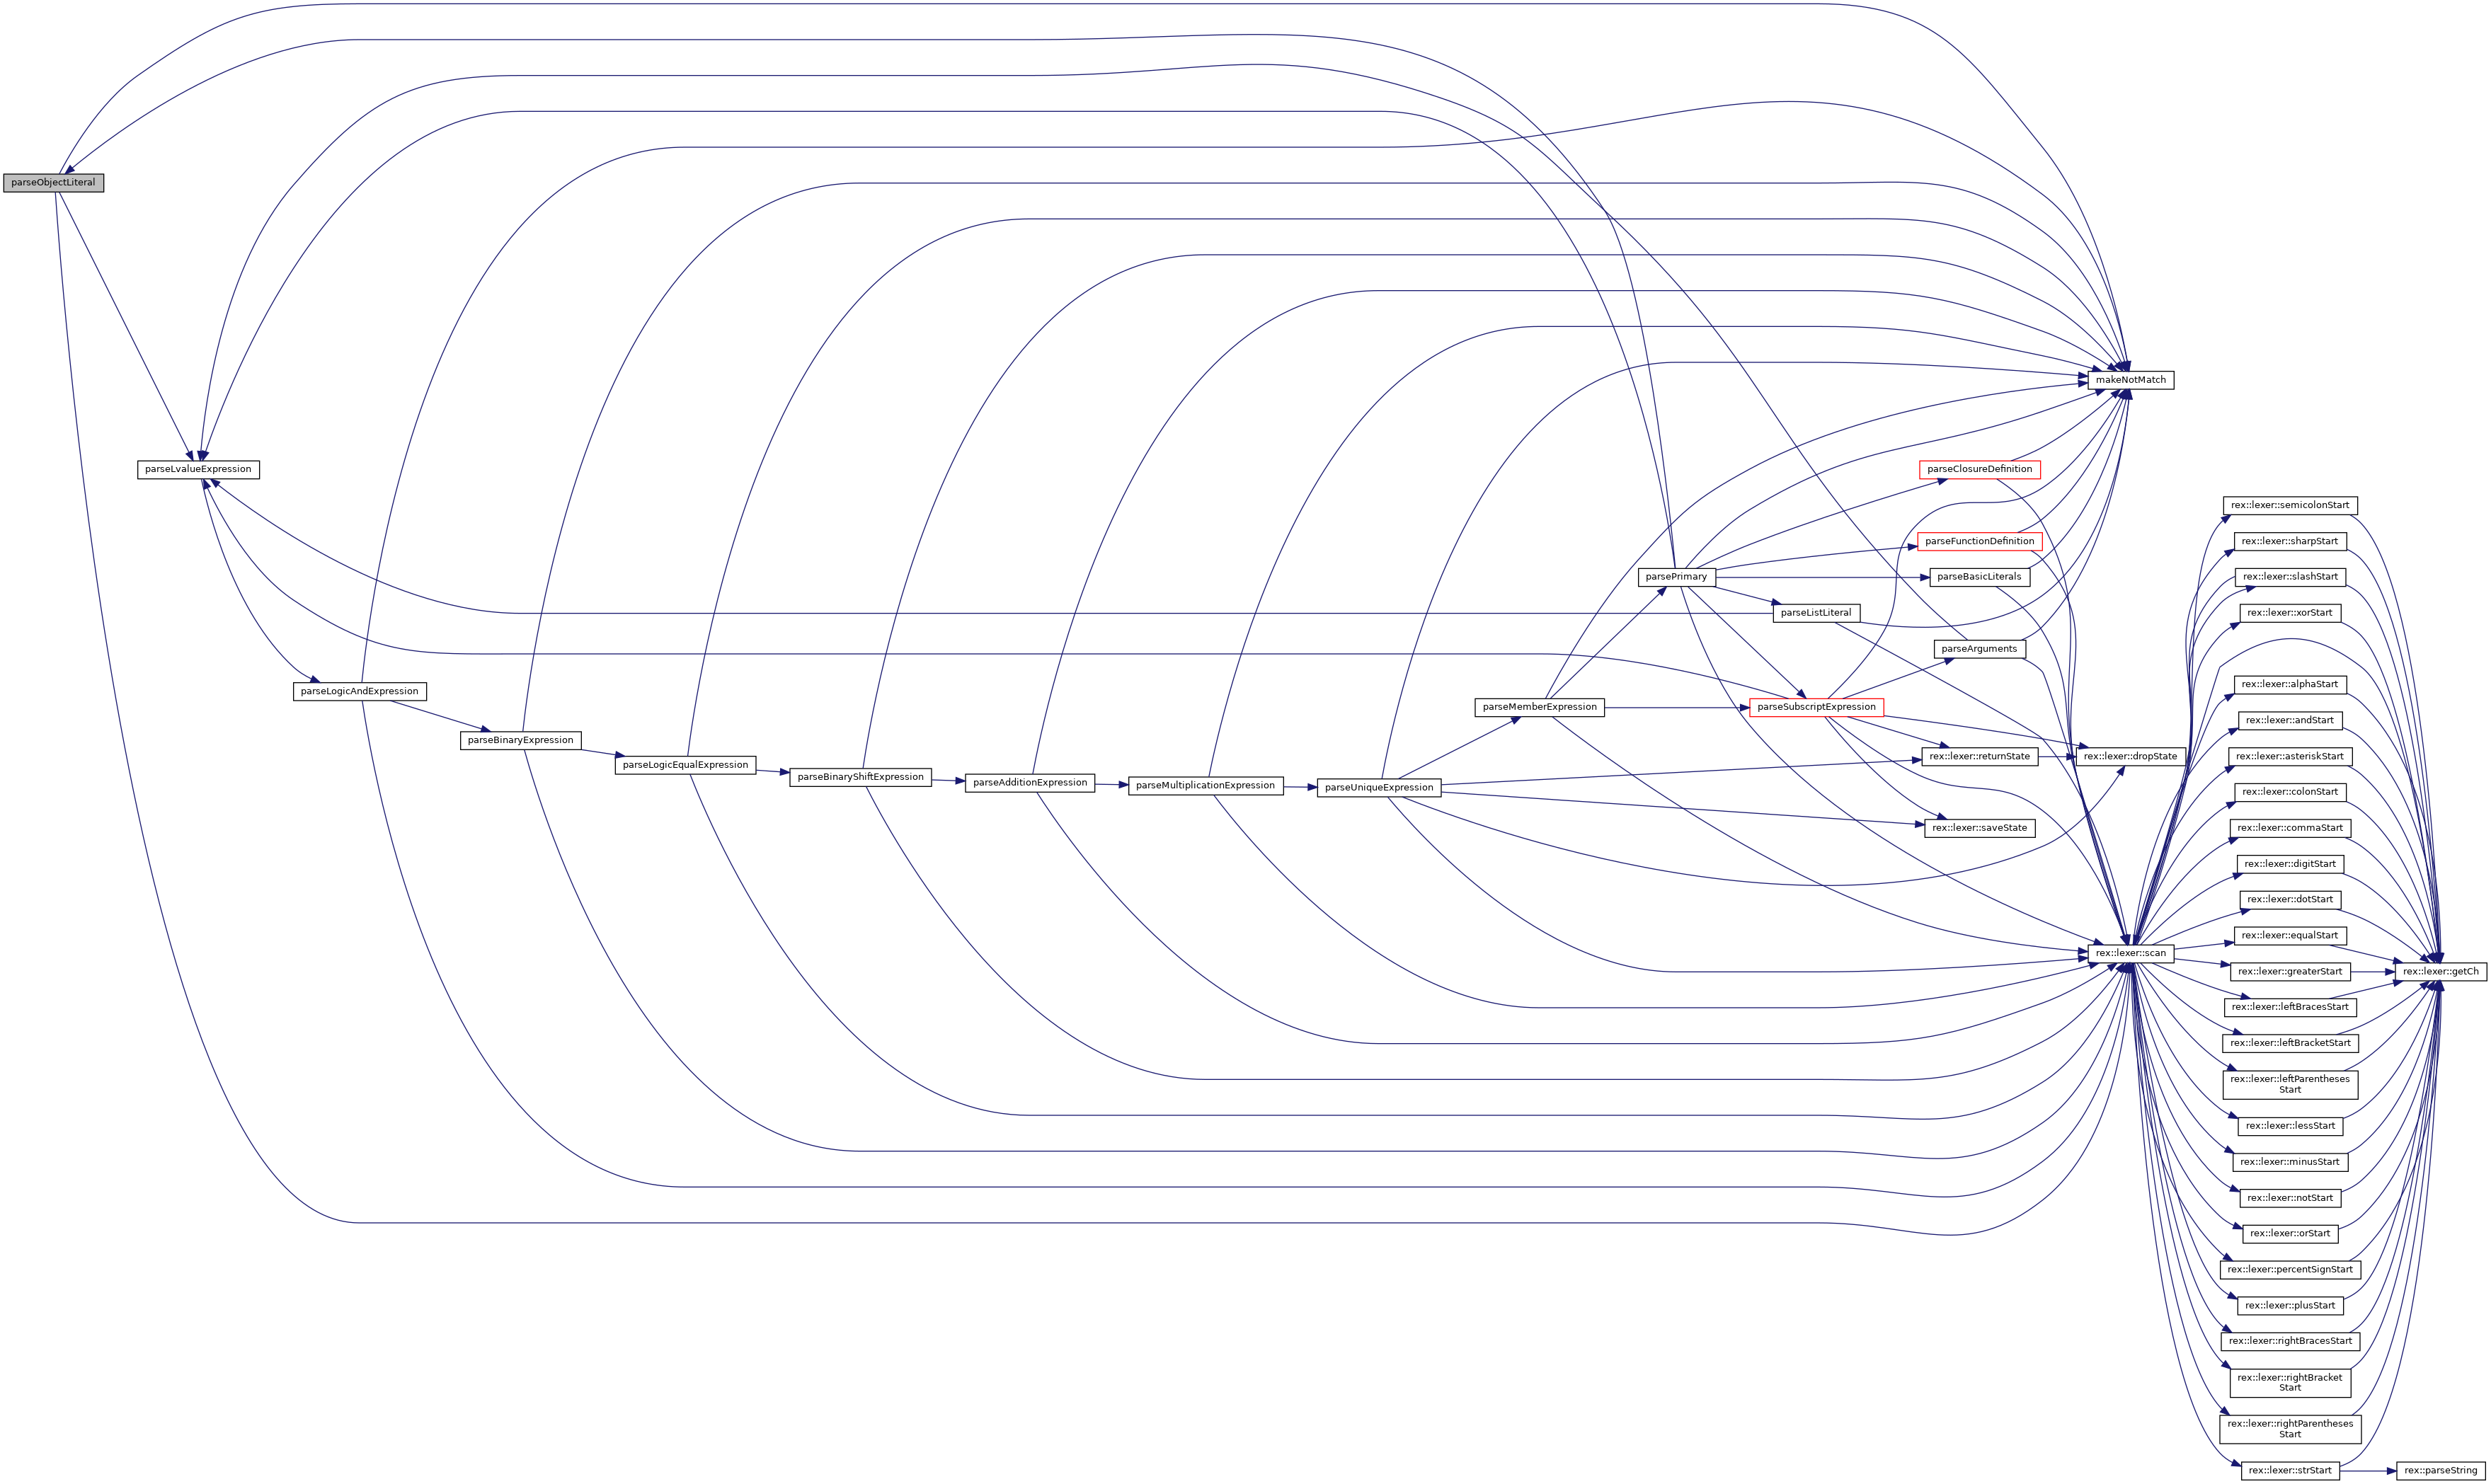 parseObjectLiteral
parseLvalueExpression
parseLogicAndExpression
parseBinaryExpression
parseLogicEqualExpression
parseBinaryShiftExpression
parseAdditionExpression
parseMultiplicationExpression
parseUniqueExpression
parseMemberExpression
parsePrimary
parseListLiteral
parseSubscriptExpression
makeNotMatch
parseClosureDefinition
parseFunctionDefinition
parseBasicLiterals
parseArguments
rex::lexer::returnState
rex::lexer::dropState
rex::lexer::saveState
rex::lexer::scan
rex::lexer::semicolonStart
rex::lexer::sharpStart
rex::lexer::slashStart
rex::lexer::xorStart
rex::lexer::alphaStart
rex::lexer::andStart
rex::lexer::asteriskStart
rex::lexer::colonStart
rex::lexer::commaStart
rex::lexer::digitStart
rex::lexer::dotStart
rex::lexer::equalStart
rex::lexer::greaterStart
rex::lexer::getCh
rex::lexer::leftBracesStart
rex::lexer::leftBracketStart
rex::lexer::leftParentheses
Start
rex::lexer::lessStart
rex::lexer::minusStart
rex::lexer::notStart
rex::lexer::orStart
rex::lexer::percentSignStart
rex::lexer::plusStart
rex::lexer::rightBracesStart
rex::lexer::rightBracket
Start
rex::lexer::rightParentheses
Start
rex::lexer::strStart
rex::parseString